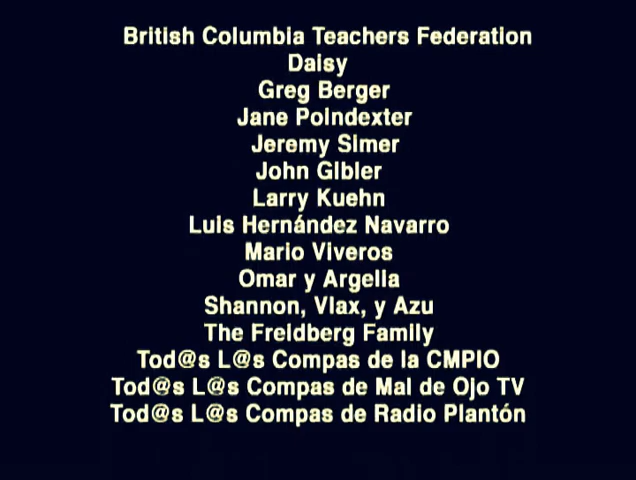 British Columbia Teachers Federation
Daisy
Greg Berger
Jane Poindexter
Jeremy Simer
John Gibler
Larry Kuehn
Luis Hernández Navarro
Mario Viveros
Omar y Argelia
Shannon, Vlax, y Azu
The Freidberg Family
Tod@s L@s Compas de la CMPIO
Tod@s L@s Compas de Mal de Ojo TV
Tod@s L@s Compas de Radio Plantón